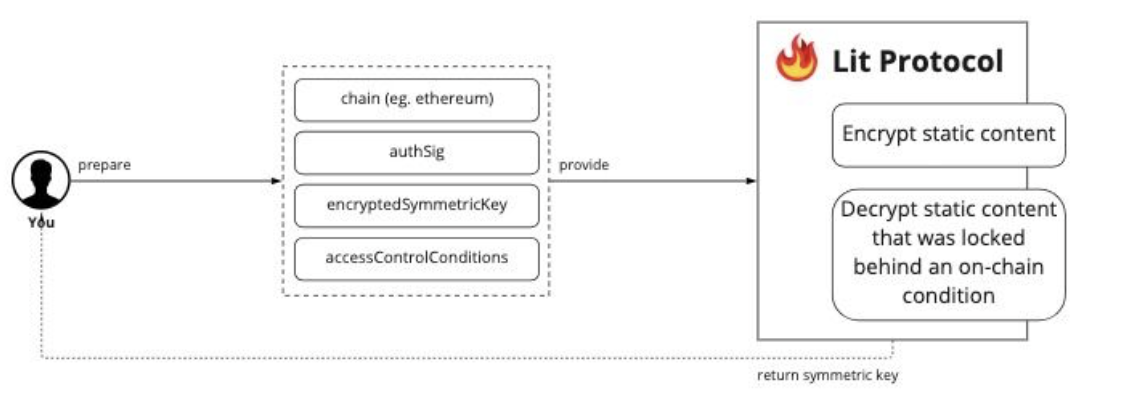 Lit Protocol
chain (eg. ethereum)
Encrypt static content
authSig
prepare
provide
encryptedSymmetricKey
You
Decrypt static content
that was locked
behind an on-chain
condition
accessControlConditions
return symmetric key